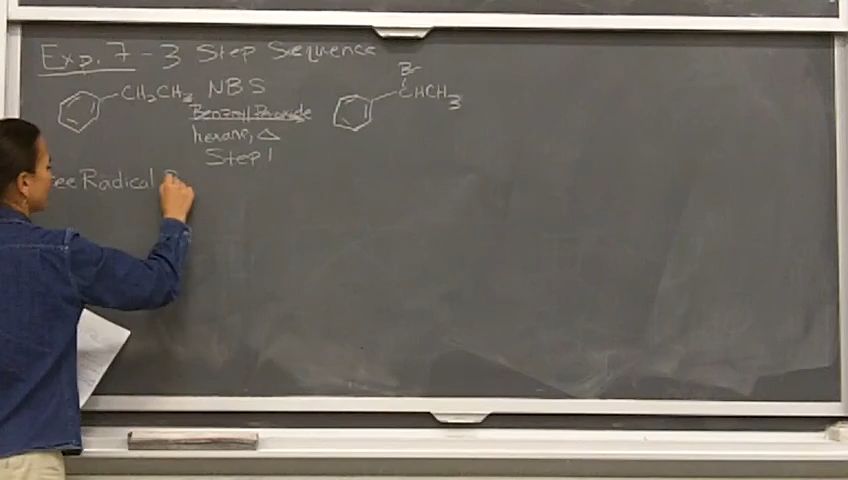 Exp. 7 - 3 Step Sequence
CH2CH3 NBS Br
Benzoyl Peroxide CHCH3
hexane, △
Step 1
ee Radical